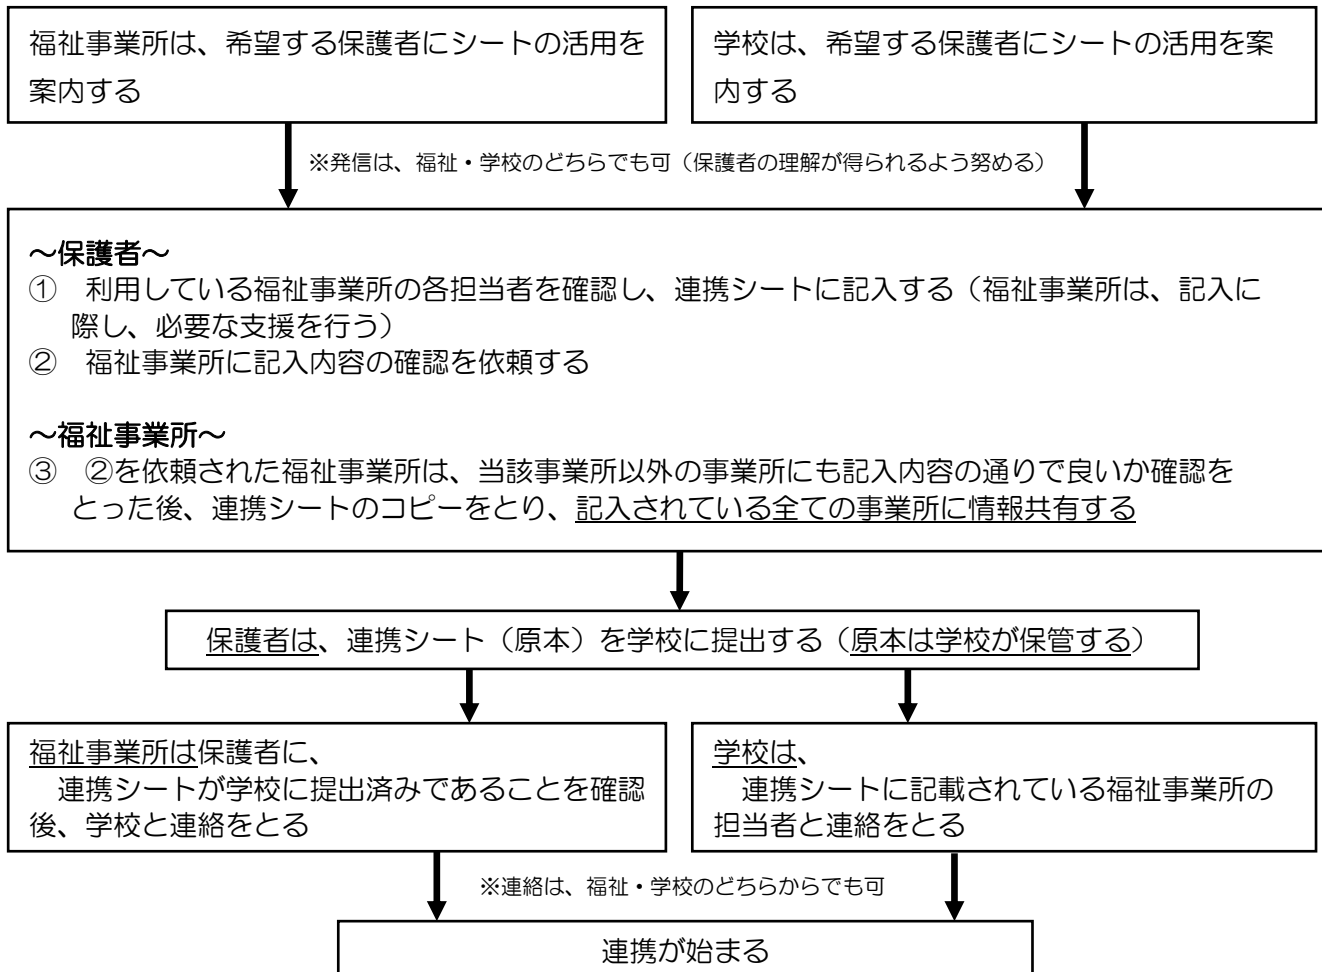 福祉事業所は、希望する保護者にシートの活用を
案内する
学校は、希望する保護者にシートの活用を案
内する
※発信は、福祉・学校のどちらでも可（保護者の理解が得られるよう努める）
～保護者～
①　利用している福祉事業所の各担当者を確認し、連携シートに記入する（福祉事業所は、記入に
際し、必要な支援を行う）
②　福祉事業所に記入内容の確認を依頼する
～福祉事業所～
③　②を依頼された福祉事業所は、当該事業所以外の事業所にも記入内容の通りで良いか確認を
とった後、連携シートのコピーをとり、記入されている全ての事業所に情報共有する
保護者は、連携シート（原本）を学校に提出する（原本は学校が保管する）
福祉事業所は保護者に、
連携シートが学校に提出済みであることを確認
後、学校と連絡をとる
学校は、
連携シートに記載されている福祉事業所の
担当者と連絡をとる
※連絡は、福祉・学校のどちらからでも可
連携が始まる